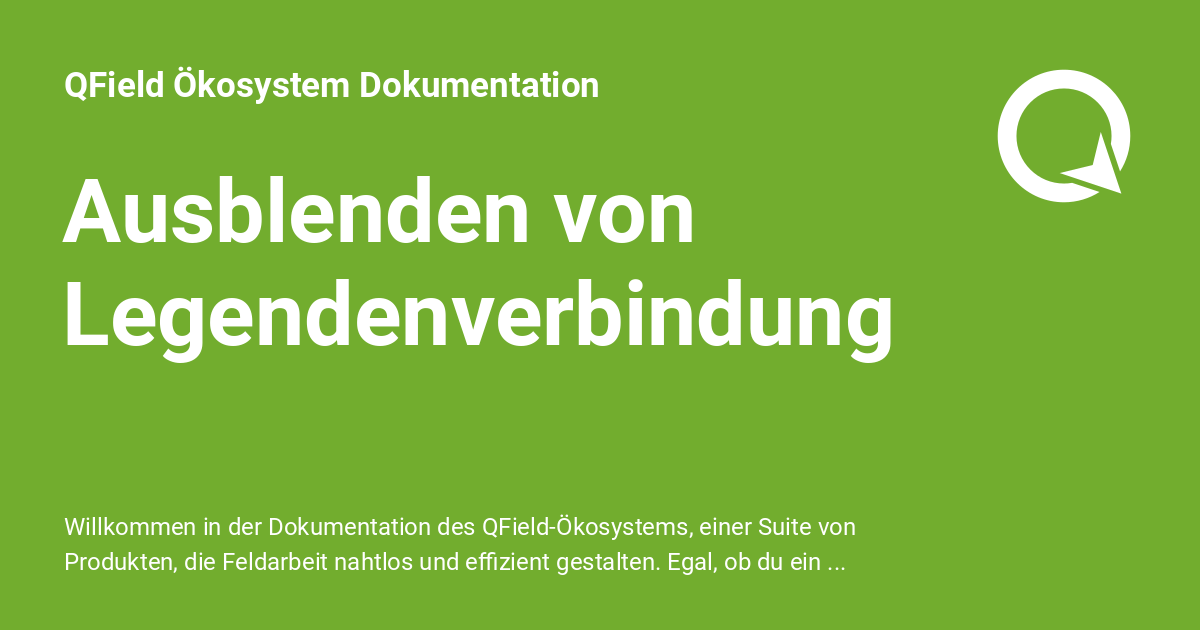 QField Ökosystem Dokumentation
Ausblenden von
Legendenverbindung
Willkommen in der Dokumentation des QField-Ökosystems, einer Suite von
Produkten, die Feldarbeit nahtlos und effizient gestalten. Egal, ob du ein ...